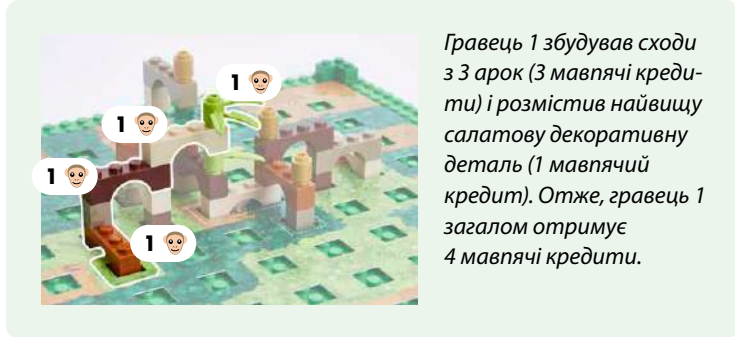 1
1
1
1
Гравець 1 збудував сходи
з 3 арок (3 мавпячі креди-
ти) і розмістив найвищу
салатову декоративну
деталь (1 мавпячий
кредит). Отже, гравець 1
загалом отримує
4 мавпячі кредити.